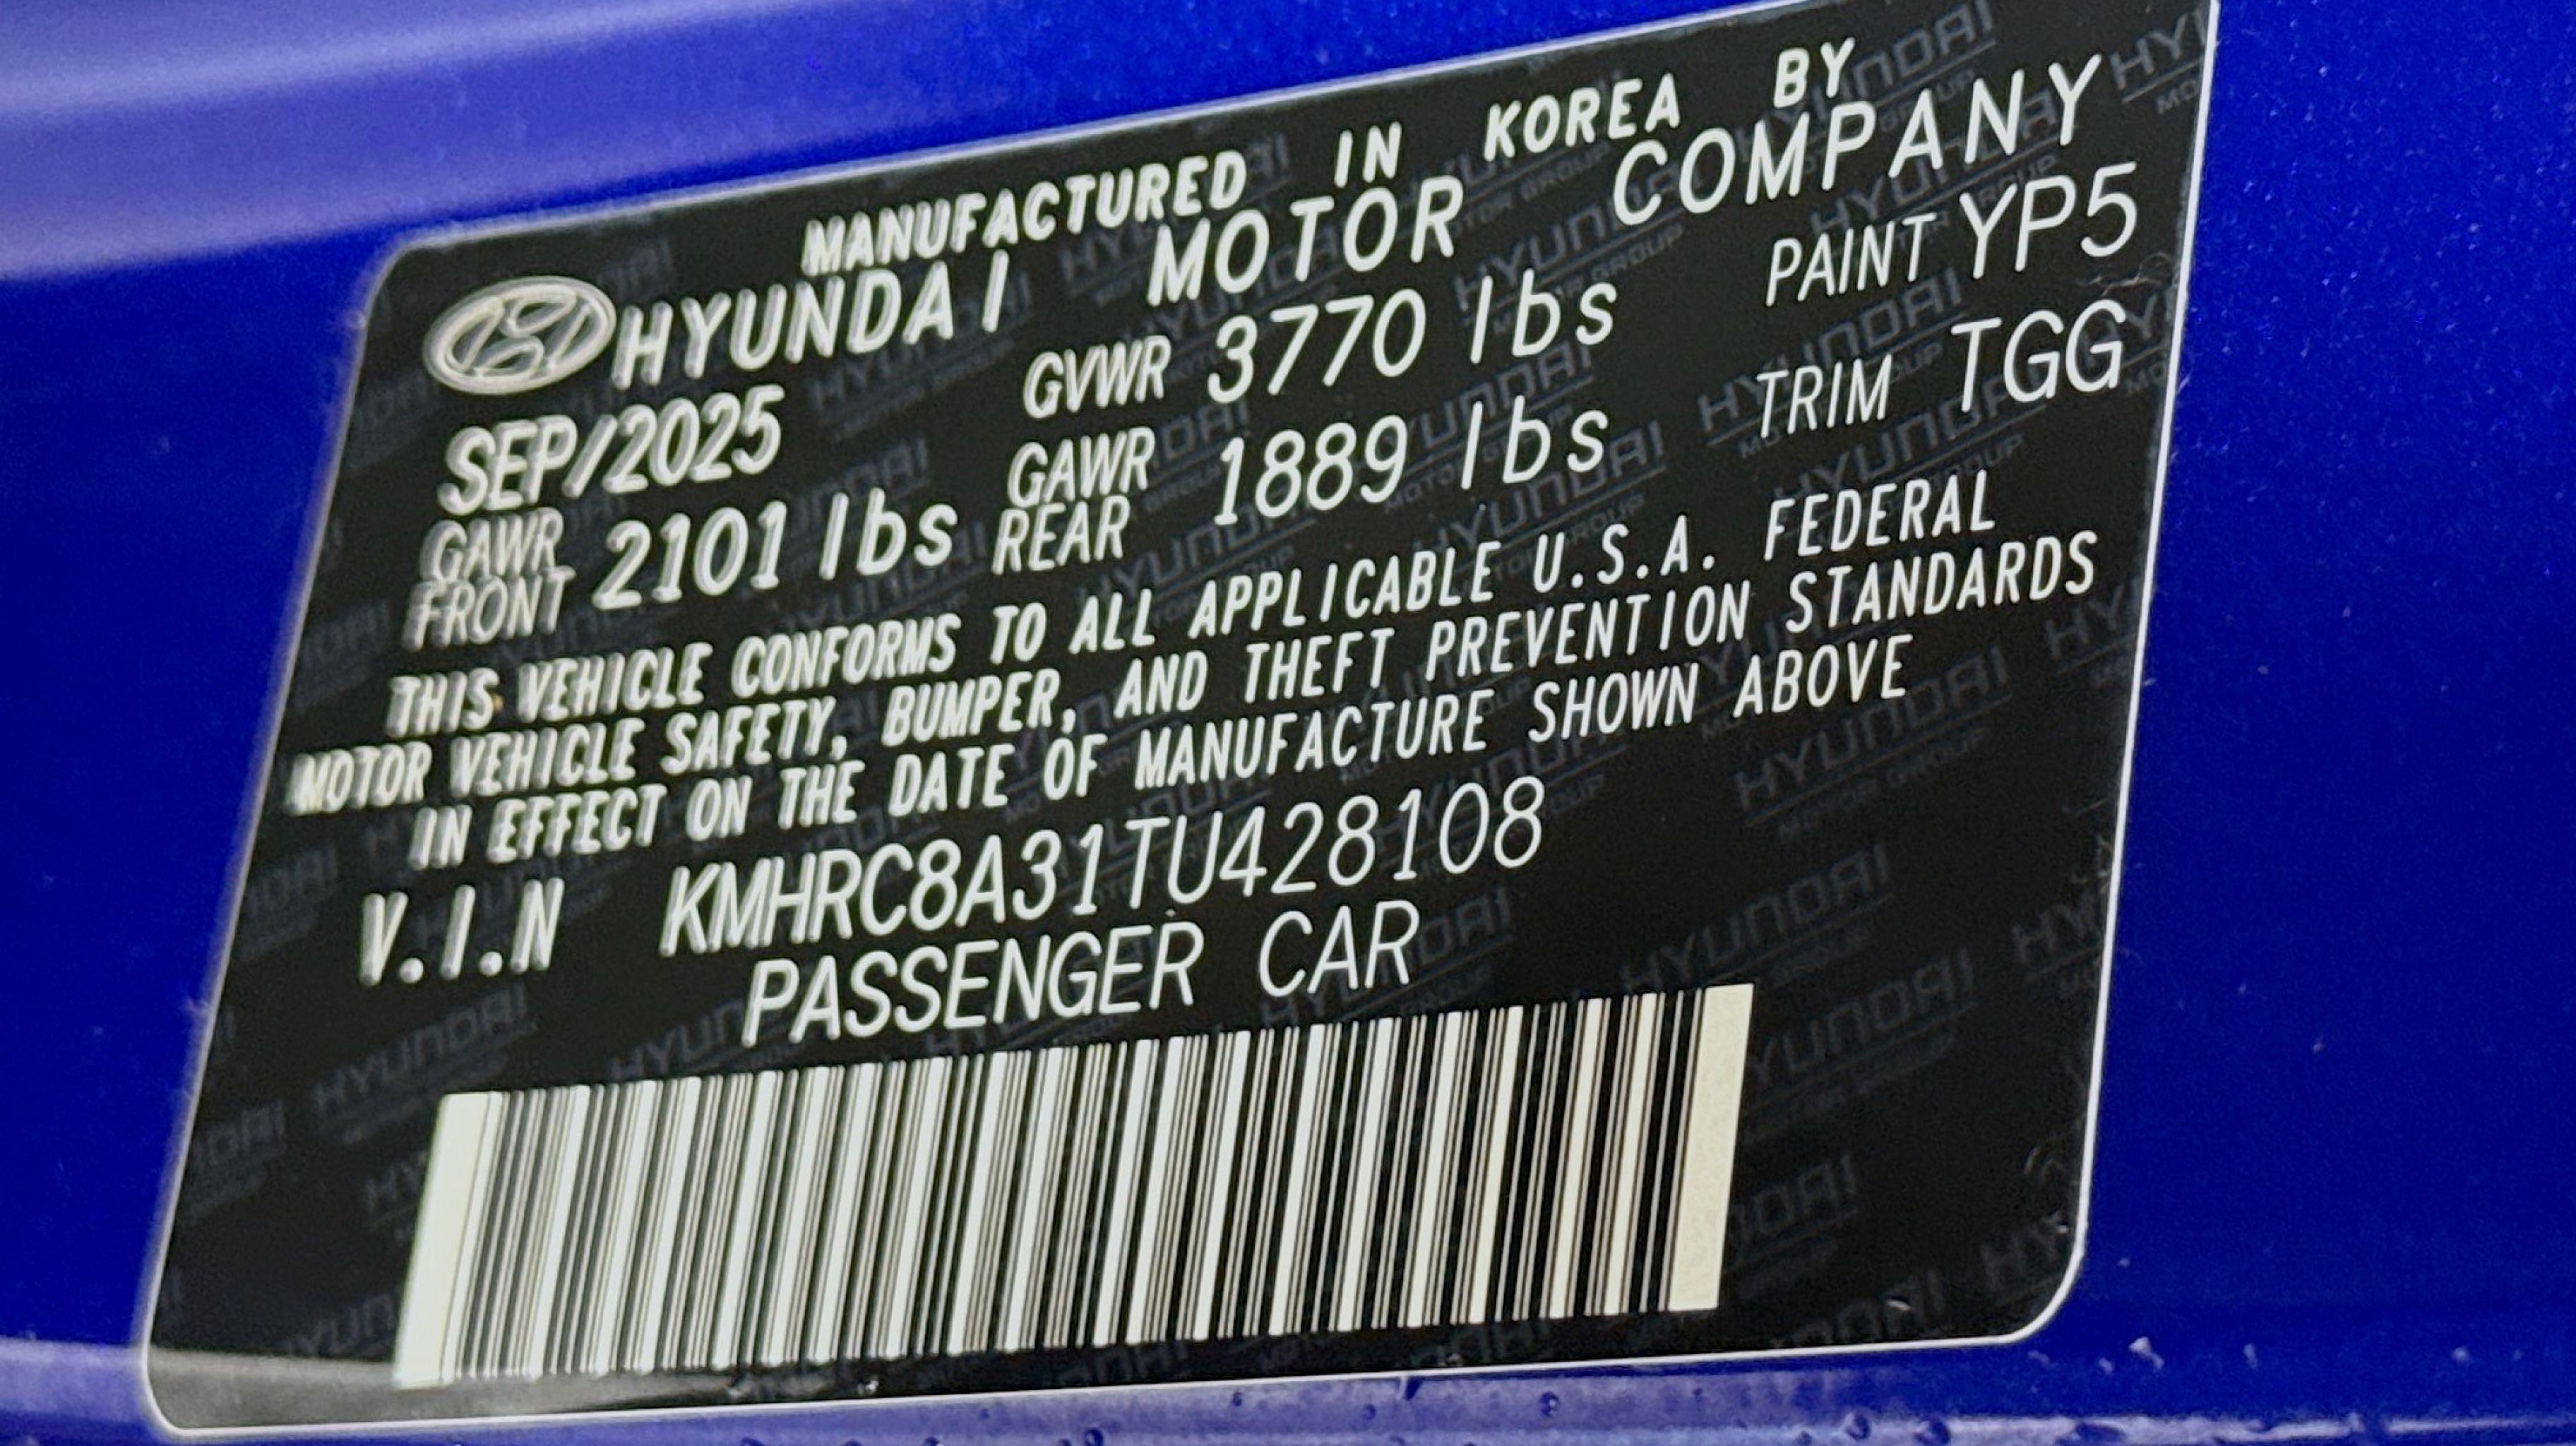 MANUFACTURED IN KOREA BY
HYUNDAI MOTOR COMPANY
SEP/2025 GVWR 3770 lbs PAINT YP5
GAWR FRONT 2101 lbs GAWR REAR 1889 lbs TRIM TGG
THIS VEHICLE CONFORMS TO ALL APPLICABLE U.S.A. FEDERAL
MOTOR VEHICLE SAFETY, BUMPER, AND THEFT PREVENTION STANDARDS
IN EFFECT ON THE DATE OF MANUFACTURE SHOWN ABOVE
V.I.N KMHRC8A31TU428108
PASSENGER CAR